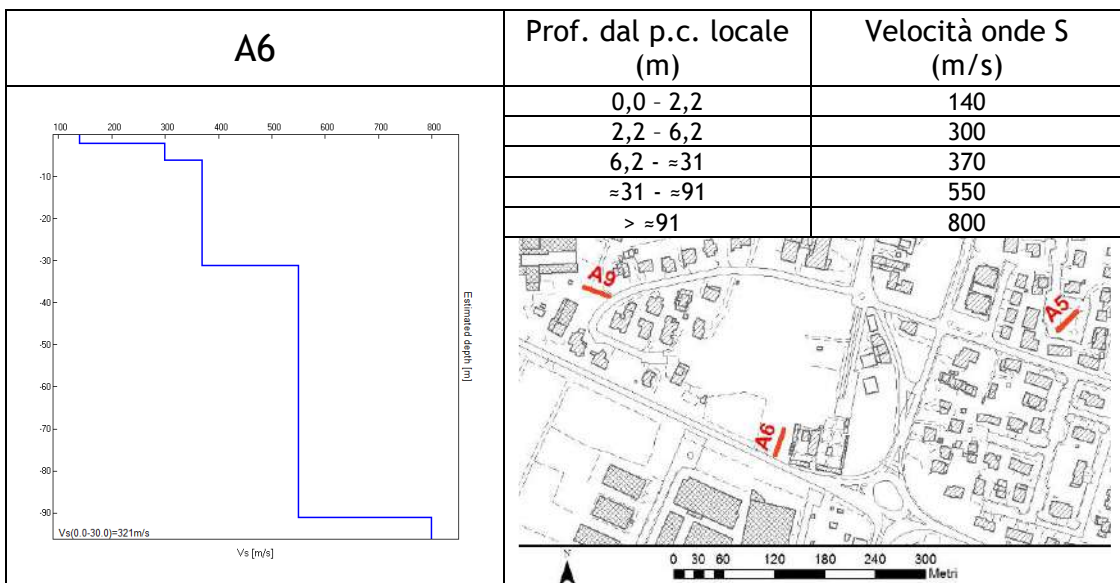 A6
Prof. dal p.c. locale
(m)
Velocità onde S
(m/s)
0,0 - 2,2 140
2,2 - 6,2 300
6,2 - ≈31 370
≈31 - ≈91 550
> ≈91 800
100 200 300 400 500 600 700 800
-10
-20
-30
-40
-50
-60
-70
-80
-90
Estimated depth [m]
Vs(0.0-30.0)=321m/s
Vs [m/s]
A9
A5
A6
N
0 30 60 120 180 240 300
Metri